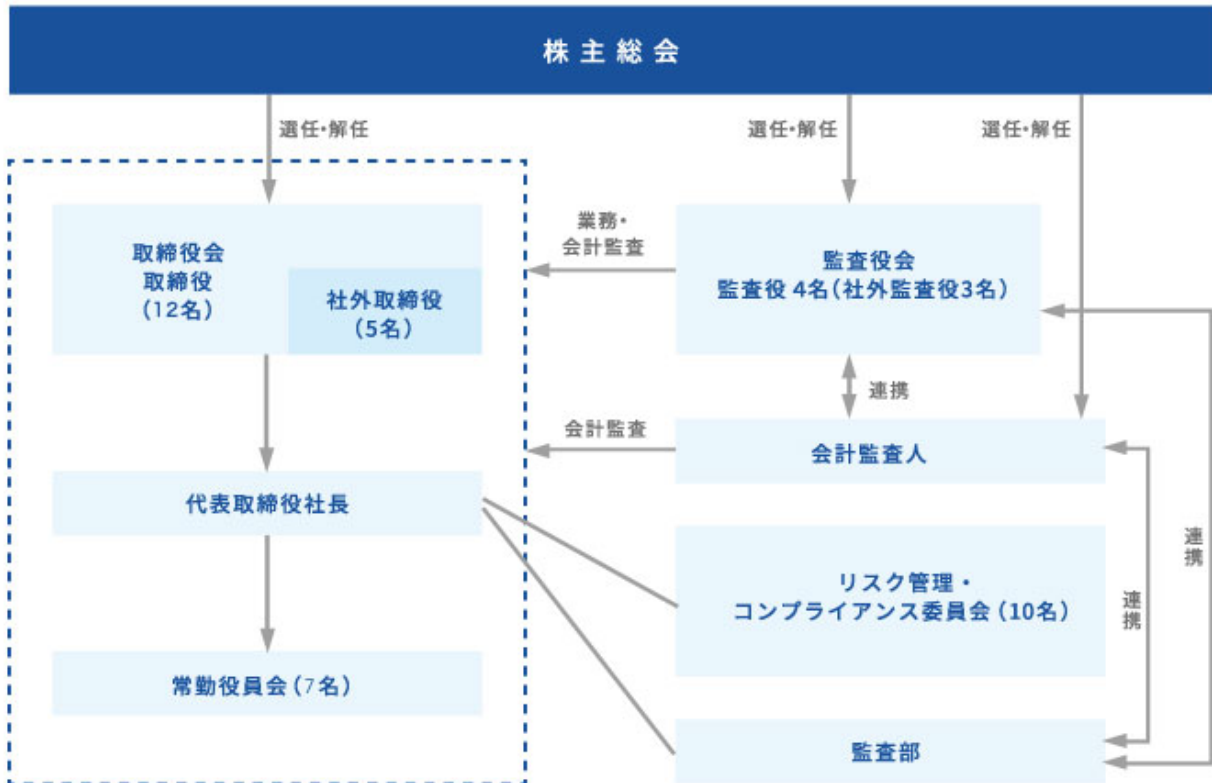 株主総会
選任・解任
選任・解任
選任・解任
取締役会
取締役
(12名)
社外取締役
(5名)
業務・
会計監査
監査役会
監査役 4名(社外監査役3名)
連携
会計監査
会計監査人
代表取締役社長
リスク管理・
コンプライアンス委員会(10名)
連携
連携
常勤役員会(7名)
監査部